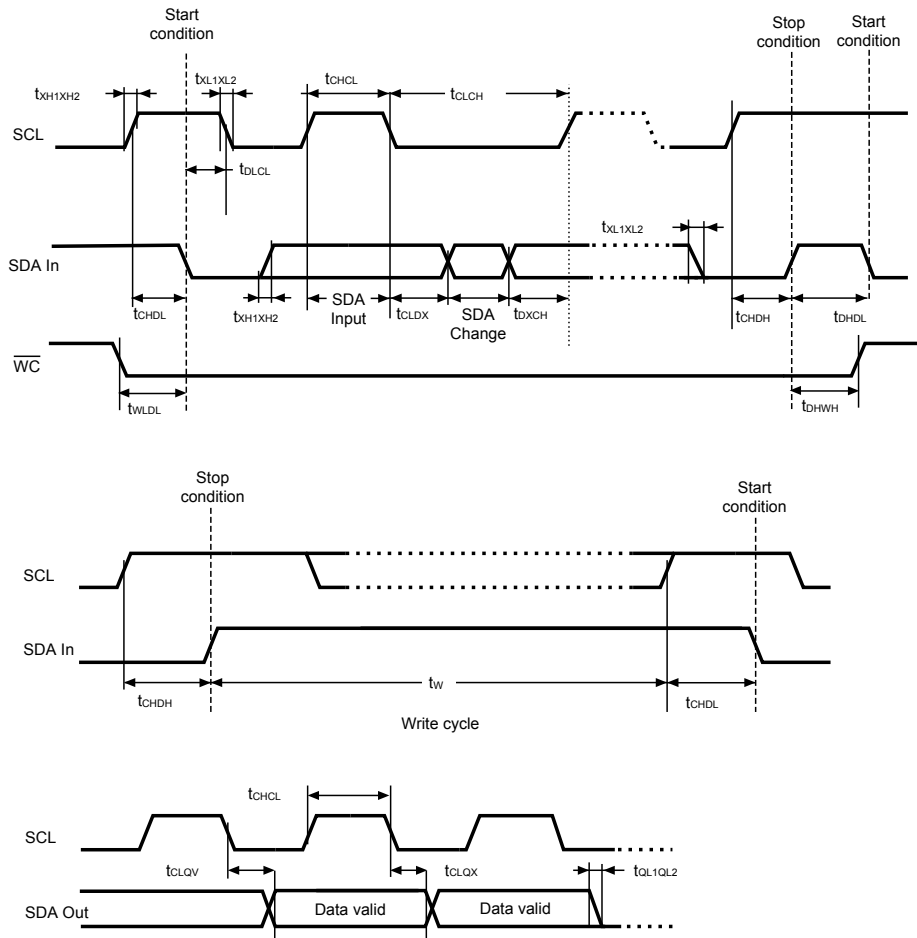 Start
condition
Stop
condition
Start
condition
tXH1XH2
tXL1XL2
tCHCL
tCLCH
SCL
tDLCL
tXL1XL2
SDA In
tCHDL
tXH1XH2
SDA
Input
tCLDX
SDA
Change
tDXCH
tCHDH
tDHDL
WC
tWLDL
tDHWH
Stop
condition
Start
condition
SCL
SDA In
tCHDH
tW
tCHDL
Write cycle
tCHCL
SCL
tCLQV
tCLQX
tQL1QL2
SDA Out
Data valid
Data valid